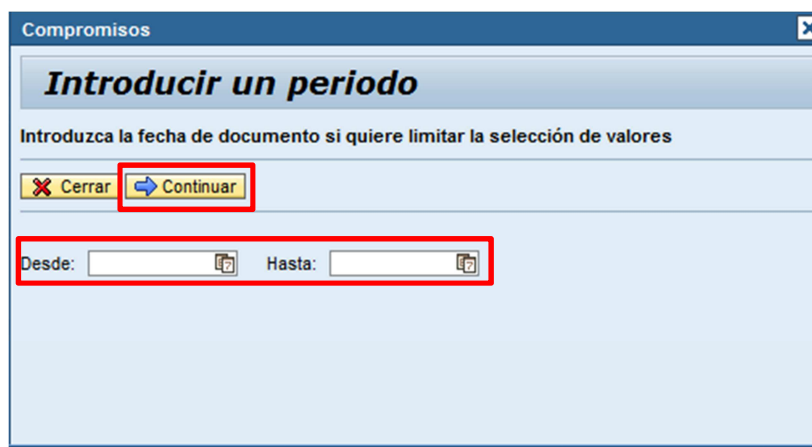 Compromisos
Introducir un periodo
Introduzca la fecha de documento si quiere limitar la selección de valores
Cerrar Continuar
Desde: Hasta: